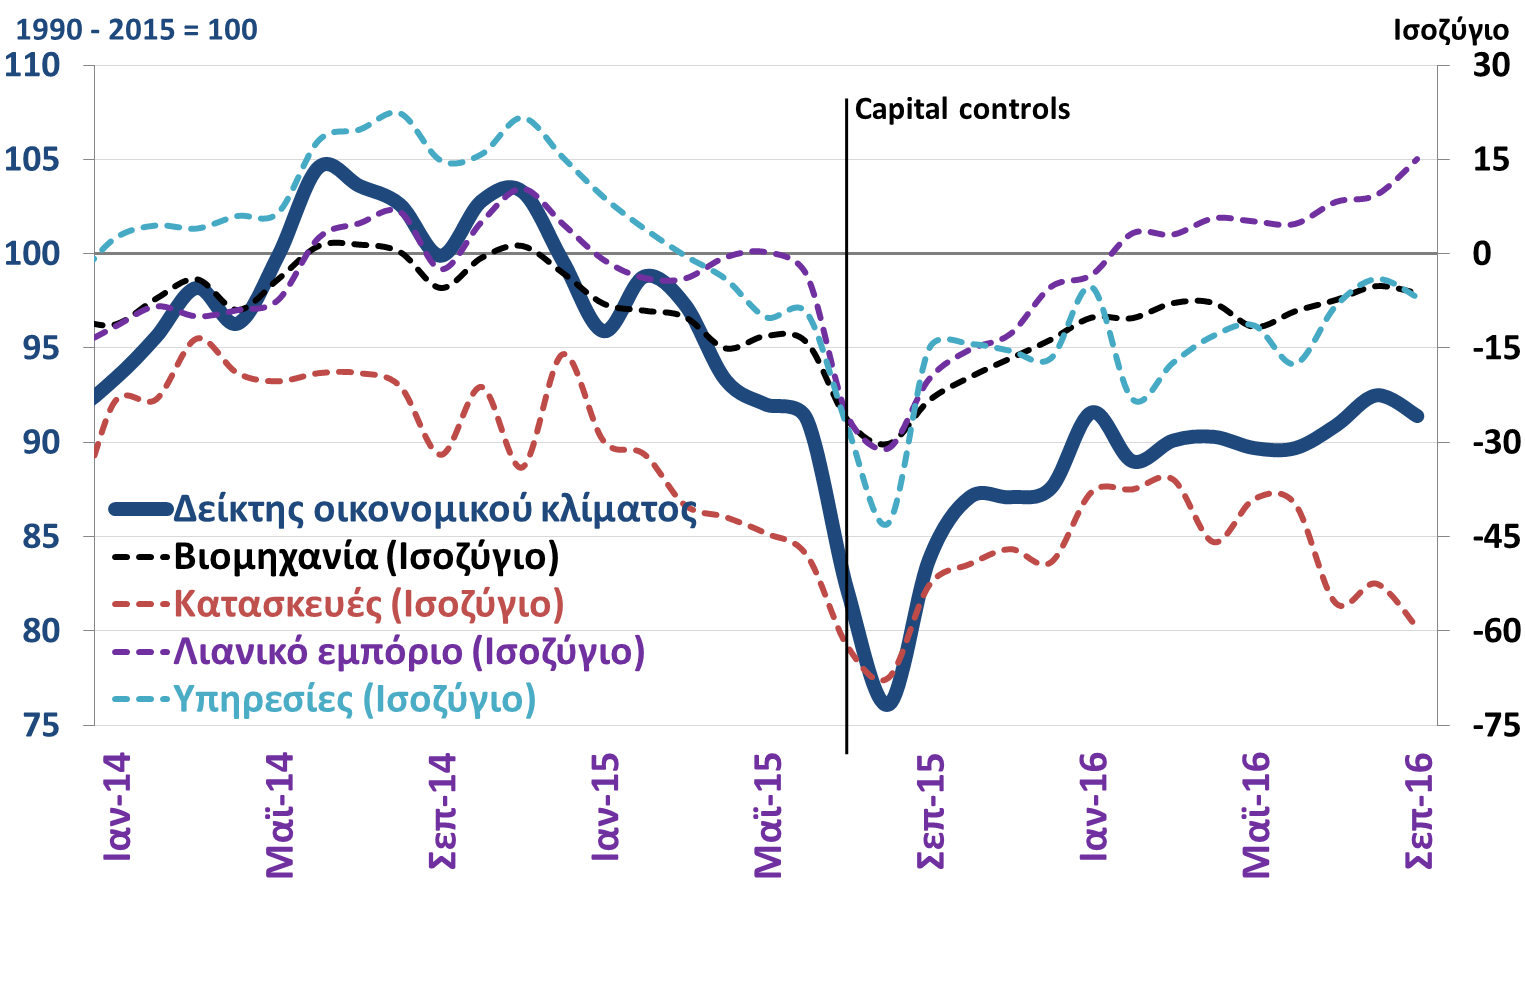 1990 - 2015 = 100
Ισοζύγιο
110
105
100
95
90
85
80
75
30
15
0
-15
-30
-45
-60
-75
Capital controls
Δείκτης οικονομικού κλίματος
Βιομηχανία (Ισοζύγιο)
Κατασκευές (Ισοζύγιο)
Λιανικό εμπόριο (Ισοζύγιο)
Υπηρεσίες (Ισοζύγιο)
Ιαν-14
Μαϊ-14
Σεπ-14
Ιαν-15
Μαϊ-15
Σεπ-15
Ιαν-16
Μαϊ-16
Σεπ-16